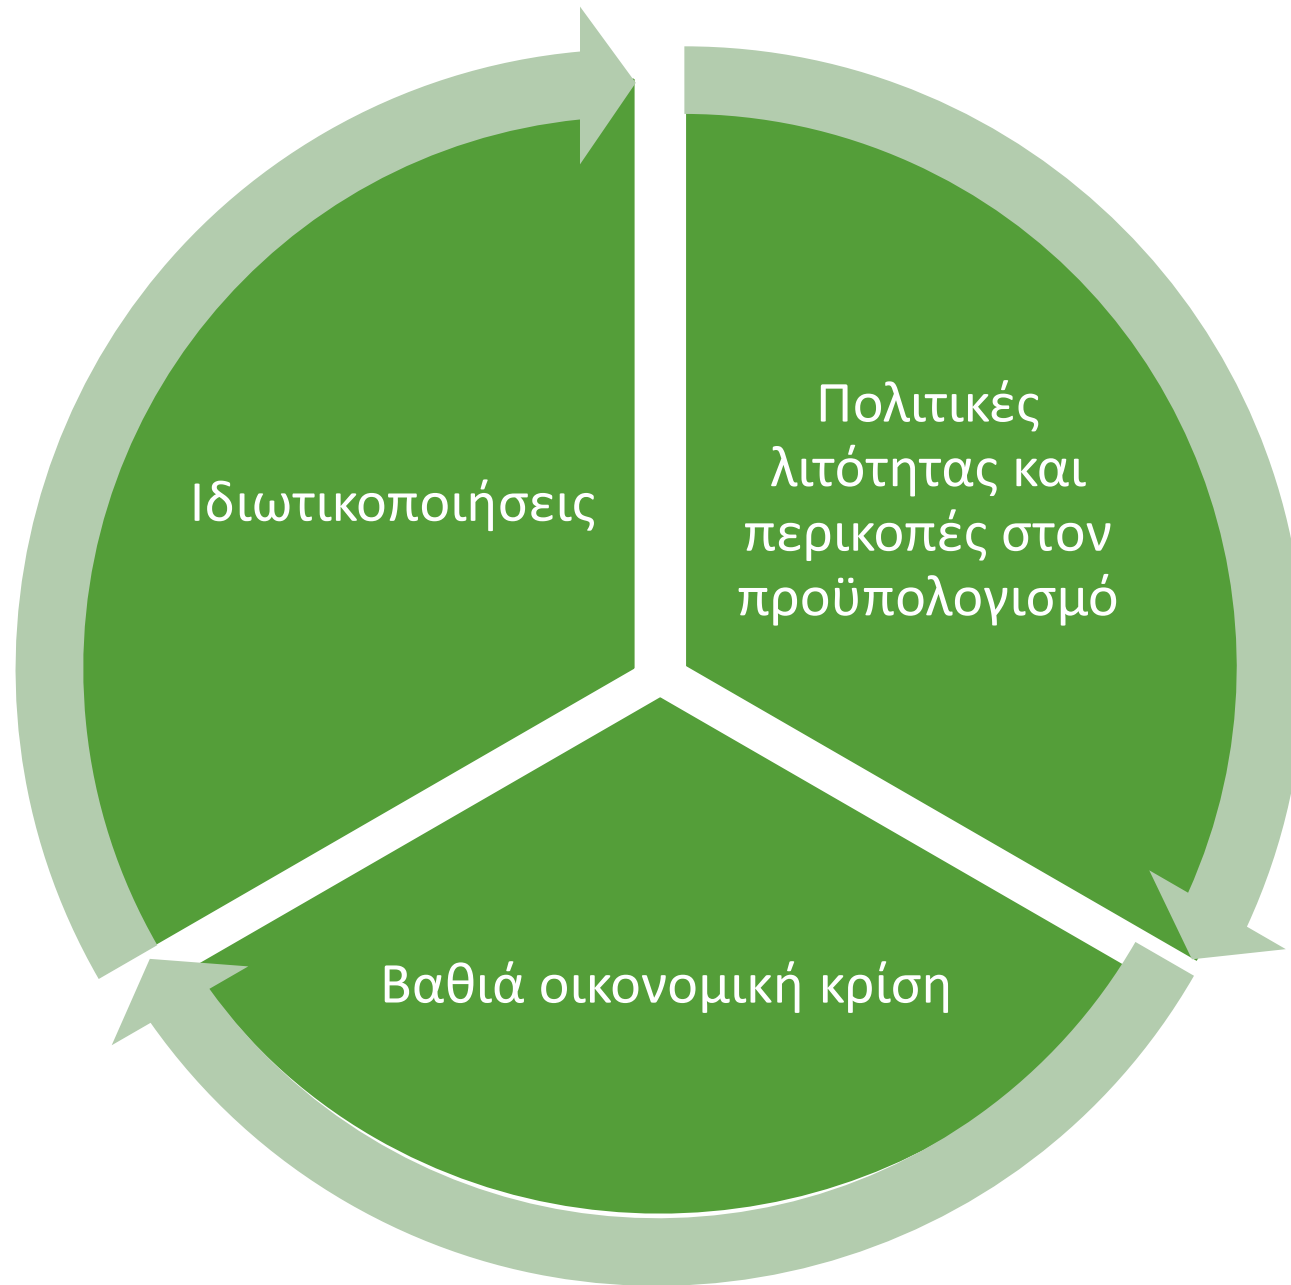 Πολιτικές
λιτότητας και
περικοπές στον
προϋπολογισμό
Βαθιά οικονομική κρίση
Ιδιωτικοποιήσεις